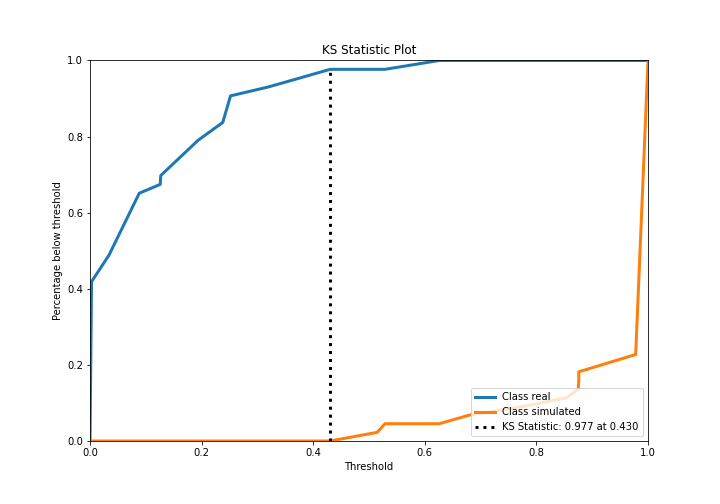 KS Statistic Plot
1.0
0.8
0.6
0.4
0.2
0.0
Percentage below threshold
Class real
Class simulated
KS Statistic: 0.977 at 0.430
0.0 0.2 0.4 0.6 0.8 1.0
Threshold